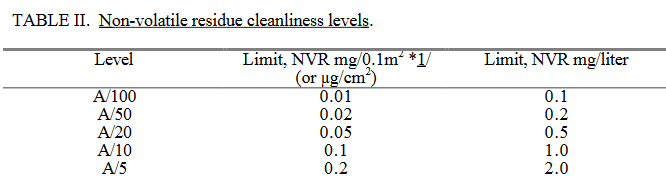 TABLE II. Non-volatile residue cleanliness levels.
Level Limit, NVR mg/0.1m² *1/ Limit, NVR mg/liter
(or µg/cm²)
A/100 0.01 0.1
A/50 0.02 0.2
A/20 0.05 0.5
A/10 0.1 1.0
A/5 0.2 2.0